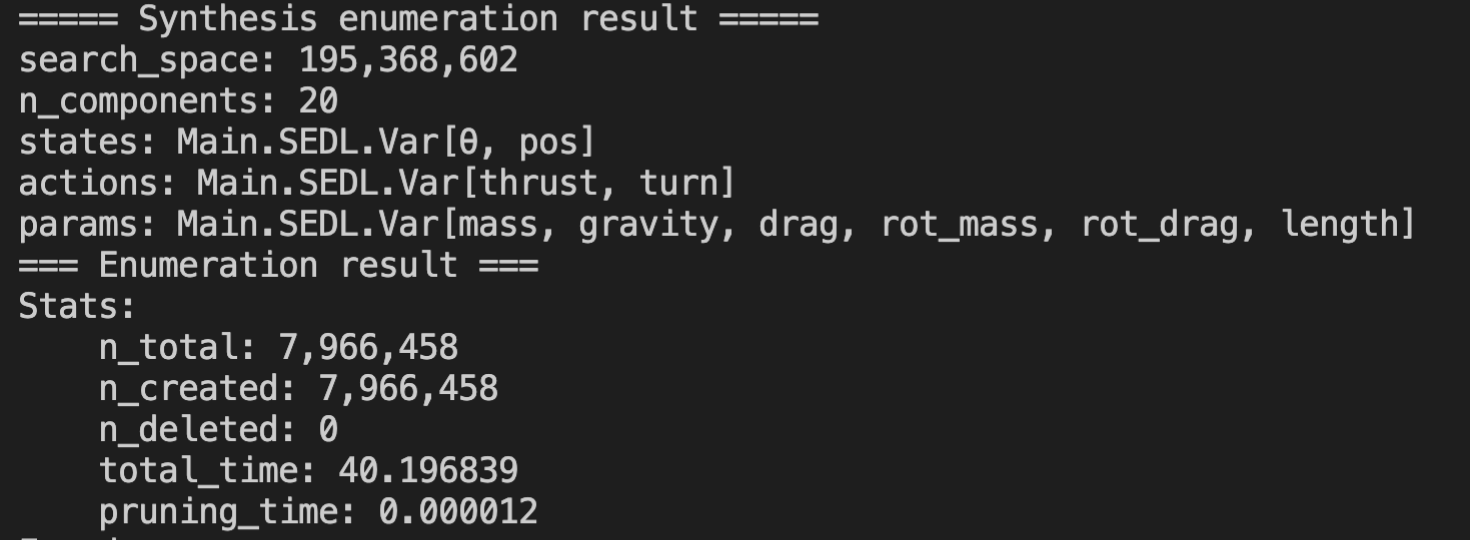 ===== Synthesis enumeration result =====
search_space: 195,368,602
n_components: 20
states: Main.SEDL.Var[θ, pos]
actions: Main.SEDL.Var[thrust, turn]
params: Main.SEDL.Var[mass, gravity, drag, rot_mass, rot_drag, length]
=== Enumeration result ===
Stats:
    n_total: 7,966,458
    n_created: 7,966,458
    n_deleted: 0
    total_time: 40.196839
    pruning_time: 0.000012